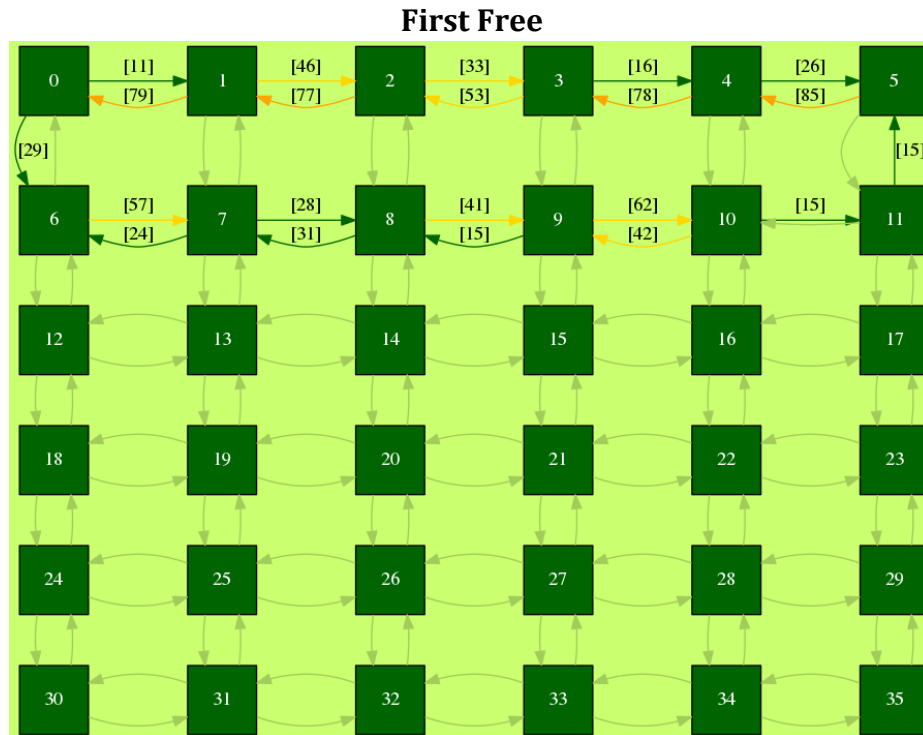 First Free
[11] [46] [33] [16] [26]
0 1 2 3 4 5
[79] [77] [53] [78] [85]
[29] [15]
[57] [28] [41] [62] [15]
6 7 8 9 10 11
[24] [31] [15] [42]
12 13 14 15 16 17
18 19 20 21 22 23
24 25 26 27 28 29
30 31 32 33 34 35